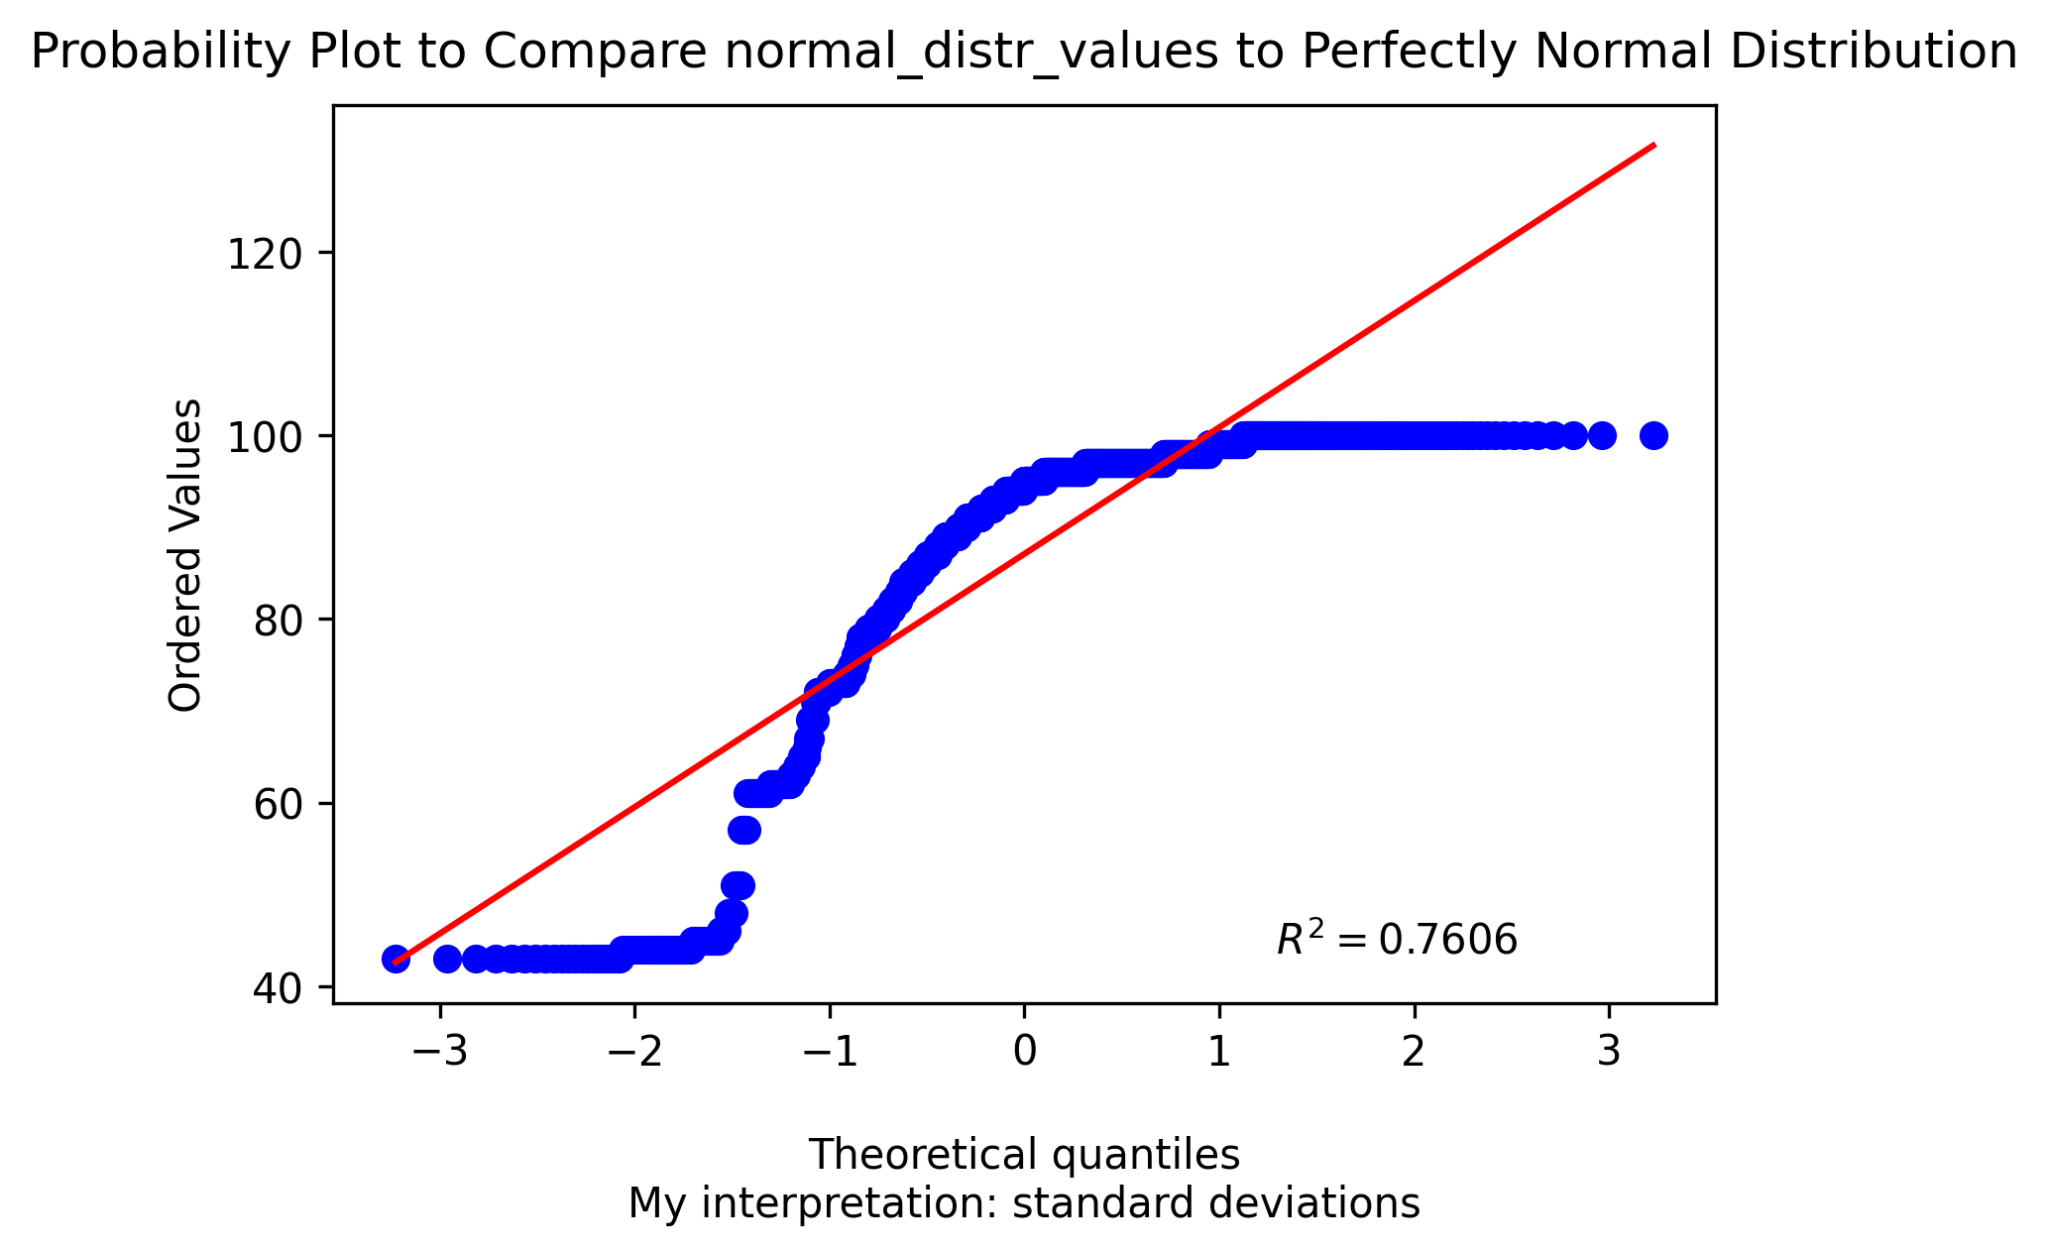 Probability Plot to Compare normal_distr_values to Perfectly Normal Distribution
120
100
80
60
40
Ordered Values
R² = 0.7606
−3 −2 −1 0 1 2 3
Theoretical quantiles
My interpretation: standard deviations